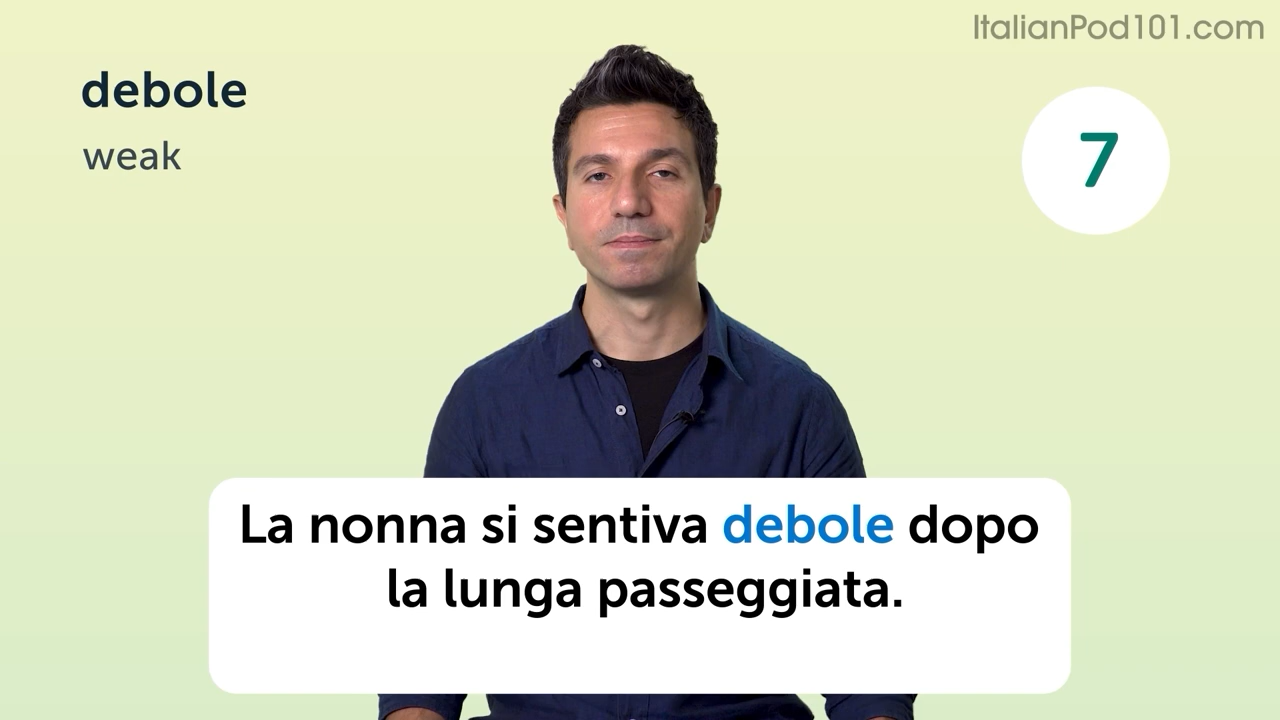 ItalianPod101.com
debole
weak
7
La nonna si sentiva debole dopo
la lunga passeggiata.